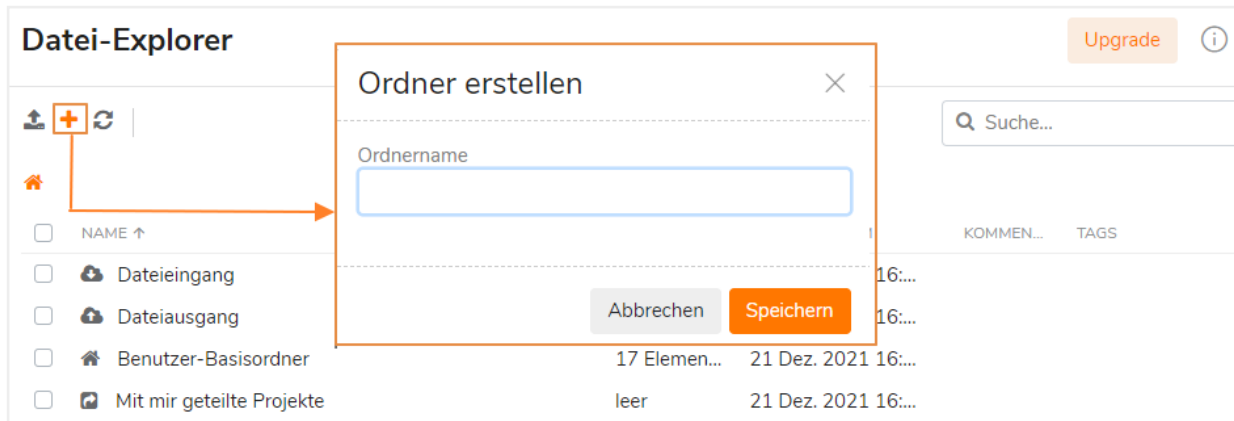 Datei-Explorer
Upgrade
Ordner erstellen
Suche...
Ordnername
NAME
KOMMEN...
TAGS
Dateieingang
16:...
Dateiausgang
16:...
Abbrechen
Speichern
Benutzer-Basisordner
17 Elemen...
21 Dez. 2021 16:...
Mit mir geteilte Projekte
leer
21 Dez. 2021 16:...